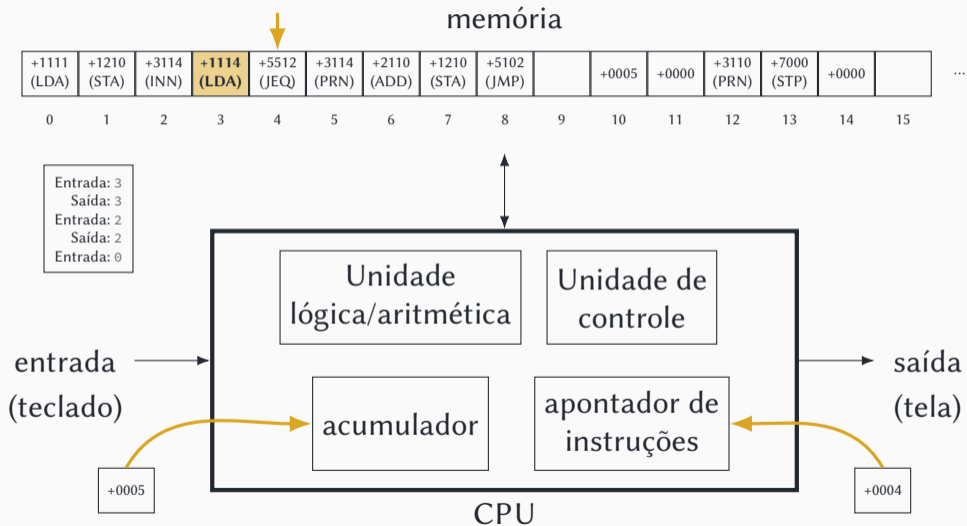 memória
+1111 +1210 +3114 +1114 +5512 +3114 +2110 +1210 +5102 +0005 +0000 +3110 +7000 +0000 ...
(LDA) (STA) (INN) (LDA) (JEQ) (PRN) (ADD) (STA) (JMP) (PRN) (STP)
0 1 2 3 4 5 6 7 8 9 10 11 12 13 14 15
Entrada: 3
Saída: 3
Entrada: 2
Saída: 2
Entrada: 0
Unidade
lógica/aritmética
Unidade de
controle
entrada
(teclado)
saída
(tela)
acumulador
apontador de
instruções
+0005
+0004
CPU